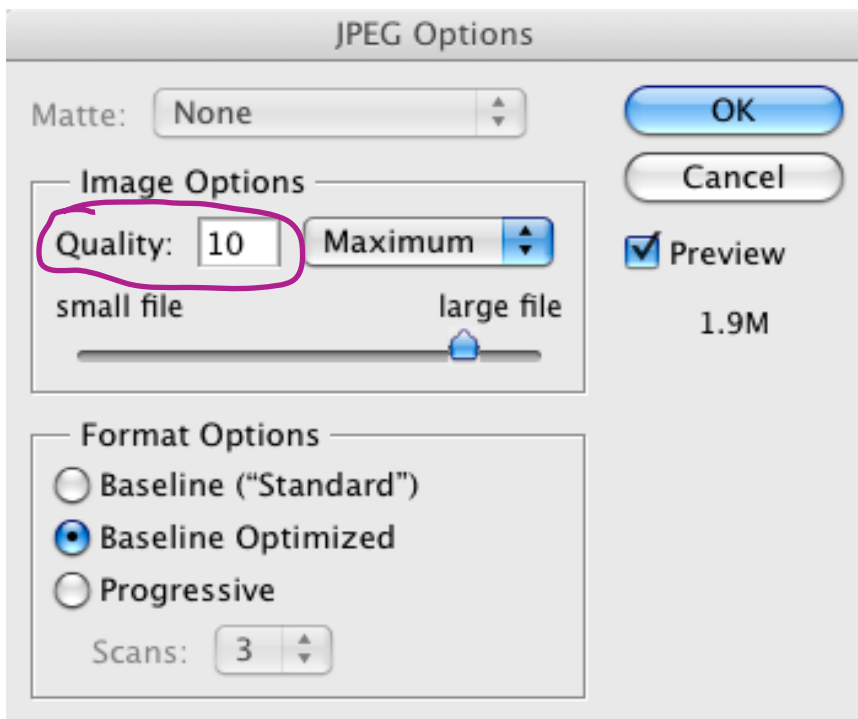 JPEG Options
Matte: None
OK
Cancel
Image Options
Quality: 10 Maximum
Preview
small file large file
1.9M
Format Options
Baseline (“Standard”)
Baseline Optimized
Progressive
Scans: 3